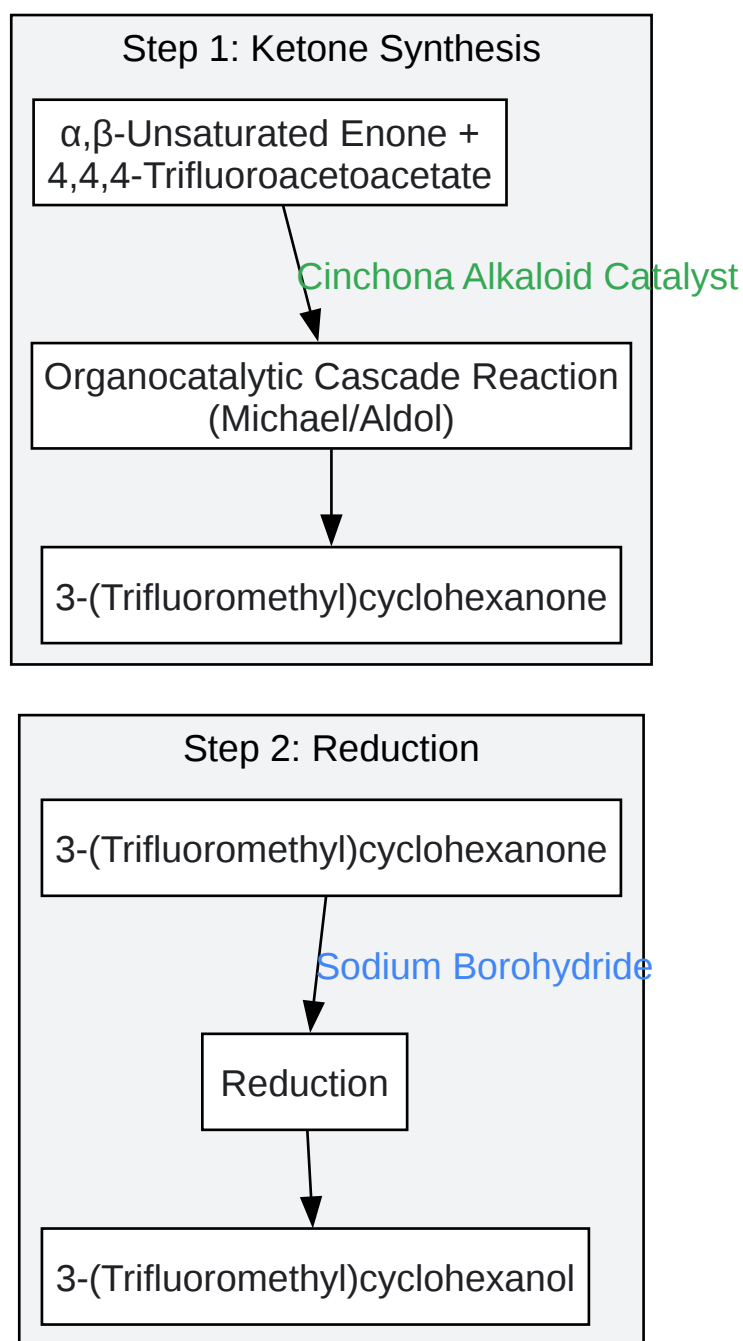 Step 1: Ketone Synthesis
α,β-Unsaturated Enone +
4,4,4-Trifluoroacetoacetate
Cinchona Alkaloid Catalyst
Organocatalytic Cascade Reaction
(Michael/Aldol)
3-(Trifluoromethyl)cyclohexanone
Step 2: Reduction
3-(Trifluoromethyl)cyclohexanone
Sodium Borohydride
Reduction
3-(Trifluoromethyl)cyclohexanol